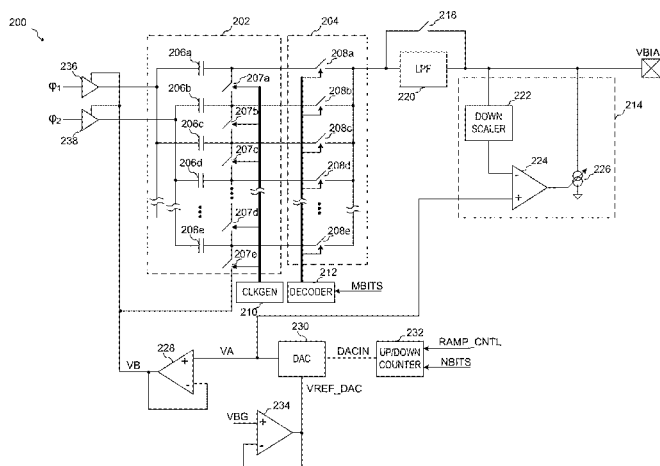 200
202
204
218
236
206a
208a
VBIA
φ1
207a
LPF
220
206b
208b
222
φ2
207b
DOWN
SCALER
214
238
206c
208c
207c
224
226
206d
208d
207d
206e
208e
207e
212
CLKGEN
DECODER
MBITS
210
230
232
228
VA
DAC
DACIN
UP/DOWN
COUNTER
RAMP_CNTL
NBITS
VB
VREF_DAC
234
VBG